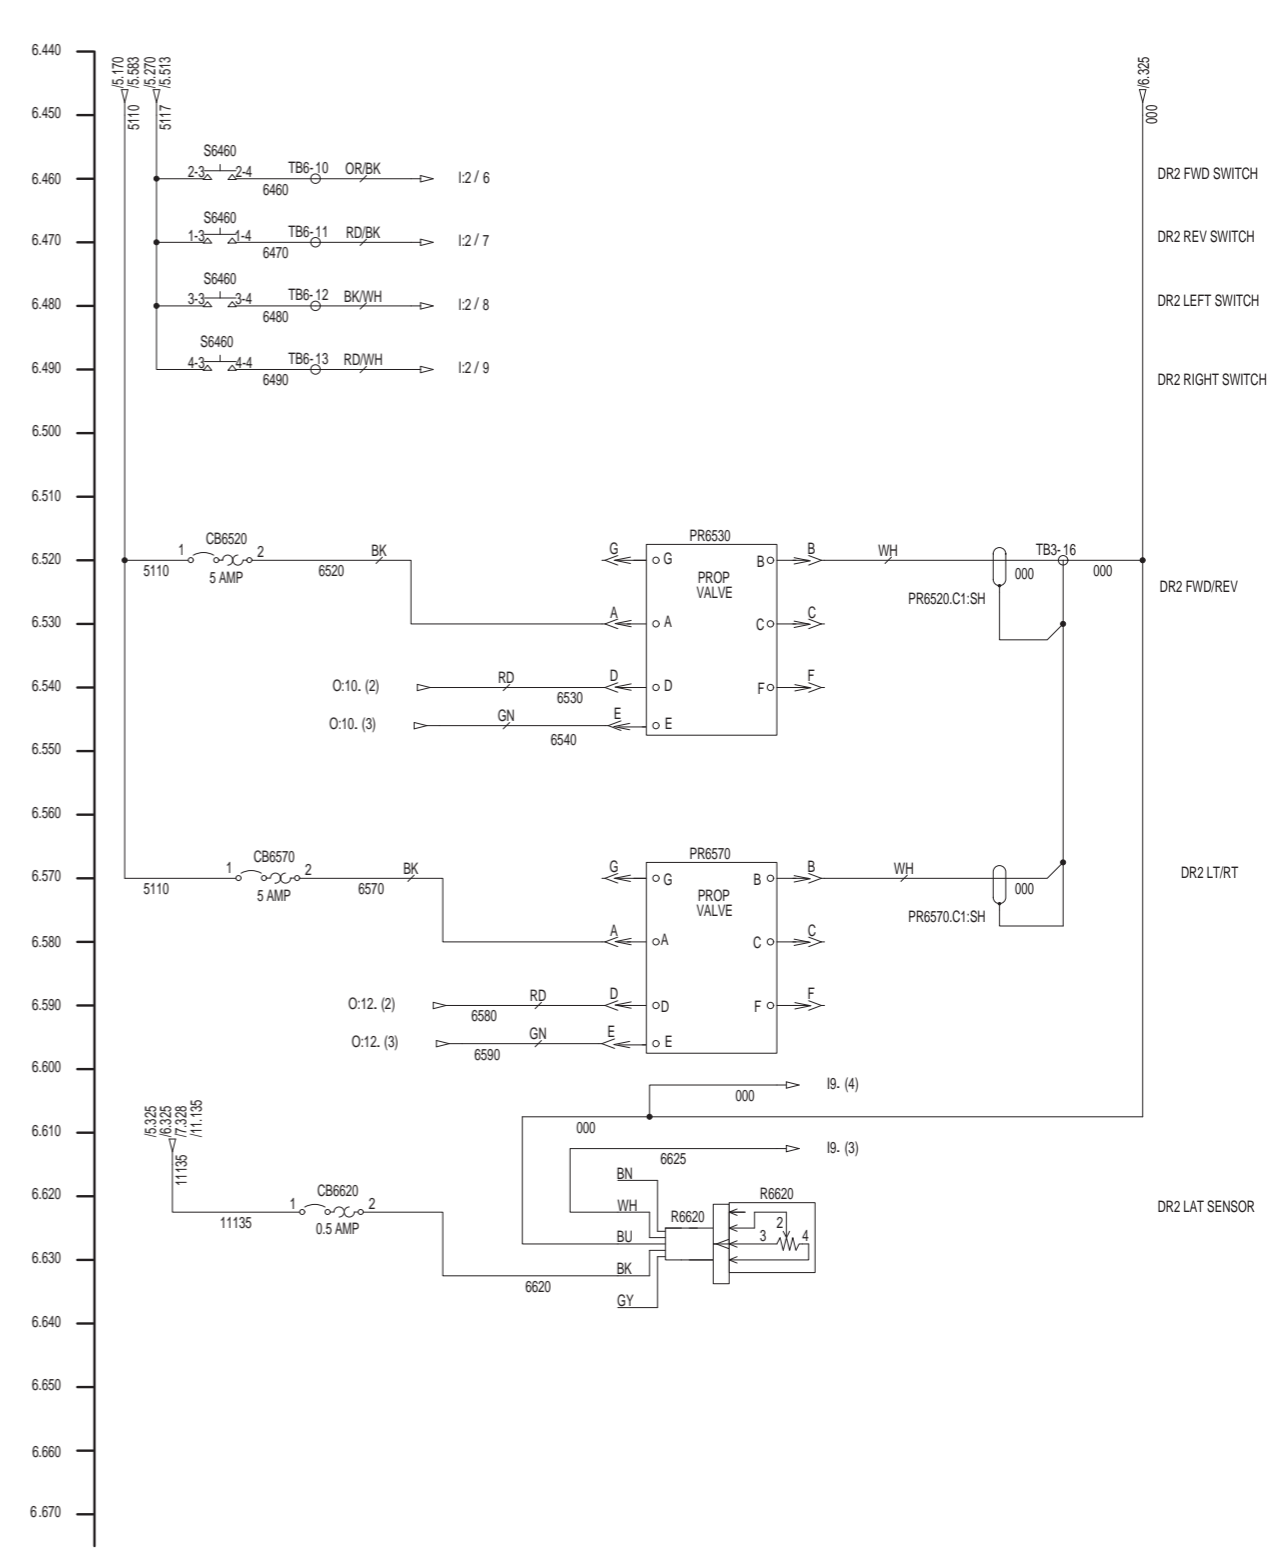 6.440
/5.170
/5.583
/5.270
/5.513
/6.325
6.450
5110
5117
000
S6460
2-3
2-4
TB6-10
OR/BK
6.460
6460
I:2 / 6
DR2 FWD SWITCH
S6460
1-3
1-4
TB6-11
RD/BK
6.470
6470
I:2 / 7
DR2 REV SWITCH
S6460
3-3
3-4
TB6-12
BK/WH
6.480
6480
I:2 / 8
DR2 LEFT SWITCH
S6460
4-3
4-4
TB6-13
RD/WH
6.490
6490
I:2 / 9
DR2 RIGHT SWITCH
6.500
6.510
6.520
5110
1
CB6520
2
5 AMP
6520
BK
G
PR6530
G
B
PROP
VALVE
B
WH
TB3-16
000
000
PR6520.C1:SH
DR2 FWD/REV
6.530
A
A
C
C
6.540
O:10. (2)
RD
6530
D
D
F
F
O:10. (3)
GN
6540
E
E
6.550
6.560
6.570
5110
1
CB6570
2
5 AMP
6570
BK
G
PR6570
G
B
PROP
VALVE
B
WH
000
PR6570.C1:SH
DR2 LT/RT
6.580
A
A
C
C
6.590
O:12. (2)
RD
6580
D
D
F
F
O:12. (3)
GN
6590
E
E
6.600
000
I9. (4)
/5.325
/6.325
/7.328
/11.135
6.610
000
11135
6625
I9. (3)
6.620
11135
1
CB6620
2
0.5 AMP
BN
WH
BU
BK
GY
R6620
R6620
2
3
4
DR2 LAT SENSOR
6.630
6620
6.640
6.650
6.660
6.670